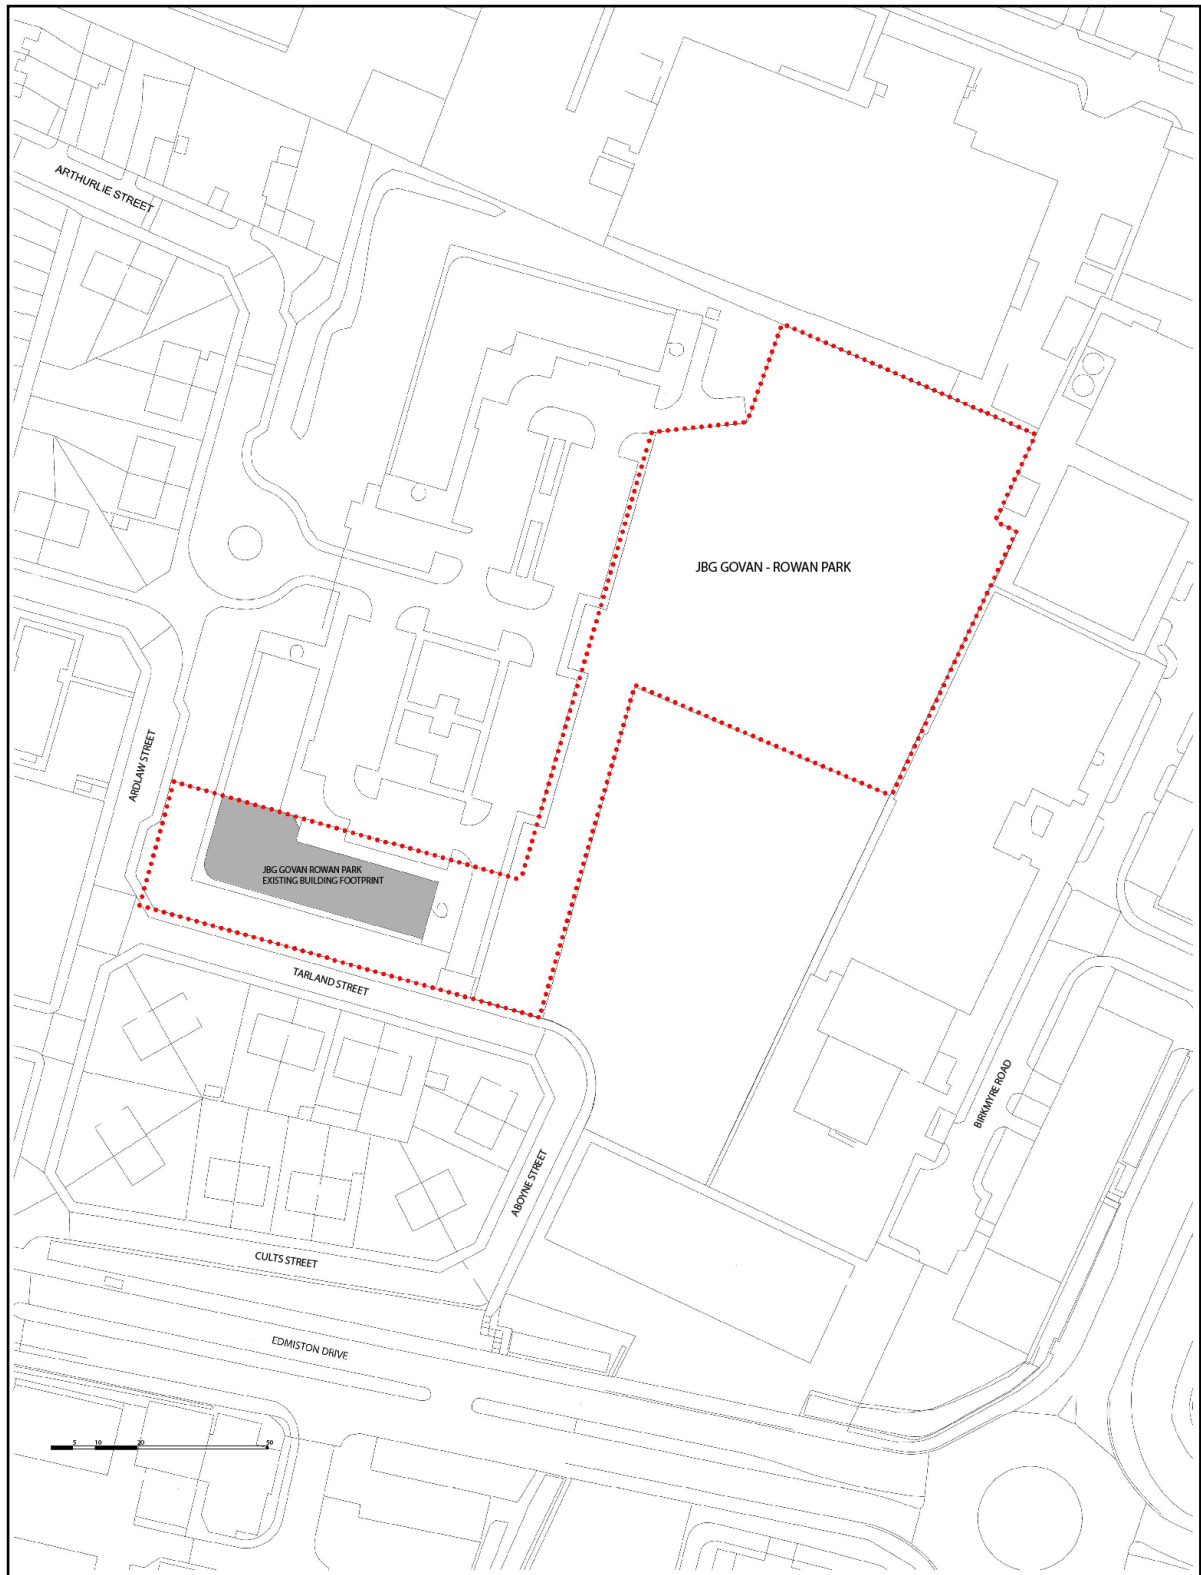 ARTHURLIE STREET
JBG GOVAN - ROWAN PARK
ARDLAW STREET
JBG GOVAN ROWAN PARK
EXISTING BUILDING FOOTPRINT
TARLAND STREET
BIRKMYRE ROAD
ABOYNE STREET
CULTS STREET
EDMISTON DRIVE
5 10 20 50